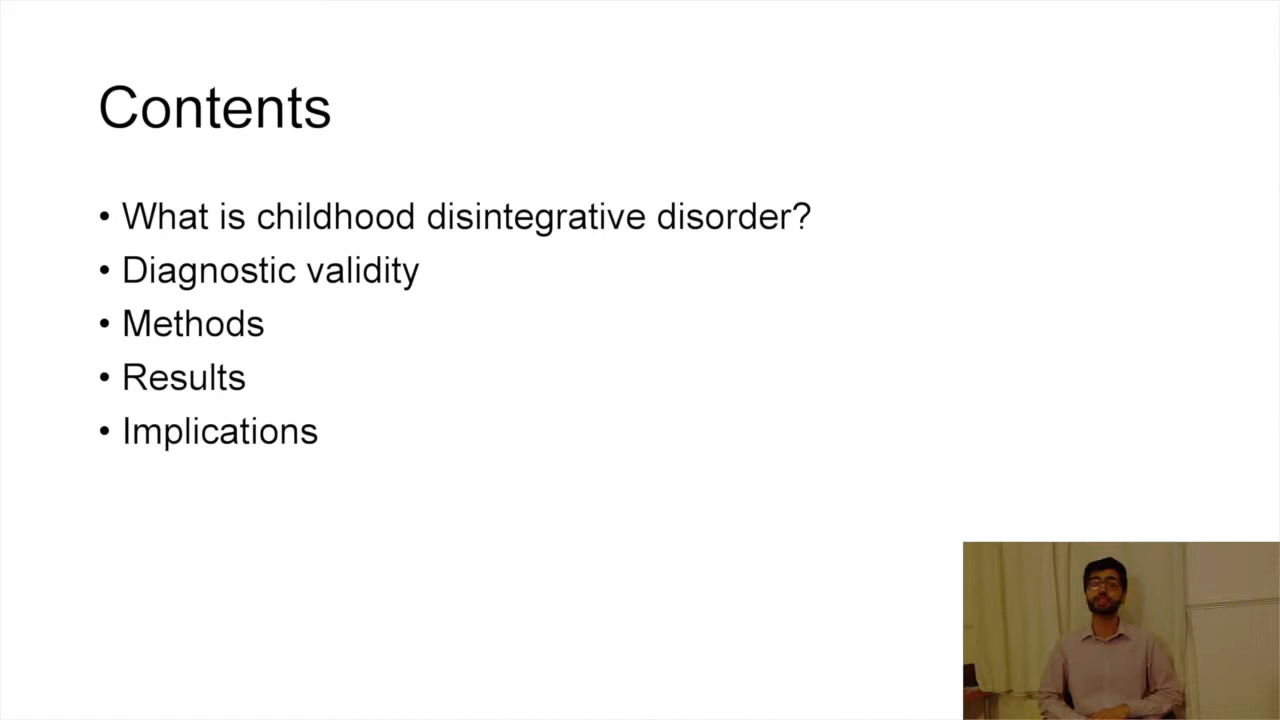 Contents
• What is childhood disintegrative disorder?
• Diagnostic validity
• Methods
• Results
• Implications